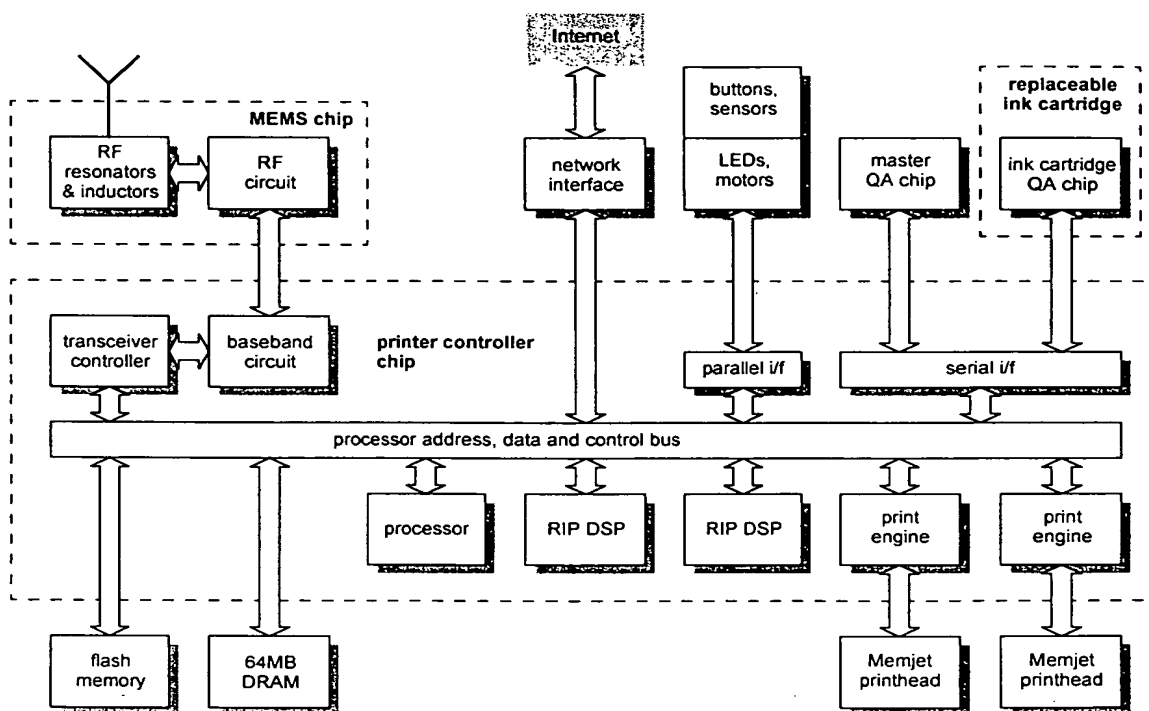 Internet
MEMS chip
RF
resonators
& inductors
RF
circuit
network
interface
buttons,
sensors
LEDs,
motors
master
QA chip
replaceable
ink cartridge
ink cartridge
QA chip
transceiver
controller
baseband
circuit
printer controller
chip
parallel i/f
serial i/f
processor address, data and control bus
processor
RIP DSP
RIP DSP
print
engine
print
engine
flash
memory
64MB
DRAM
Memjet
printhead
Memjet
printhead